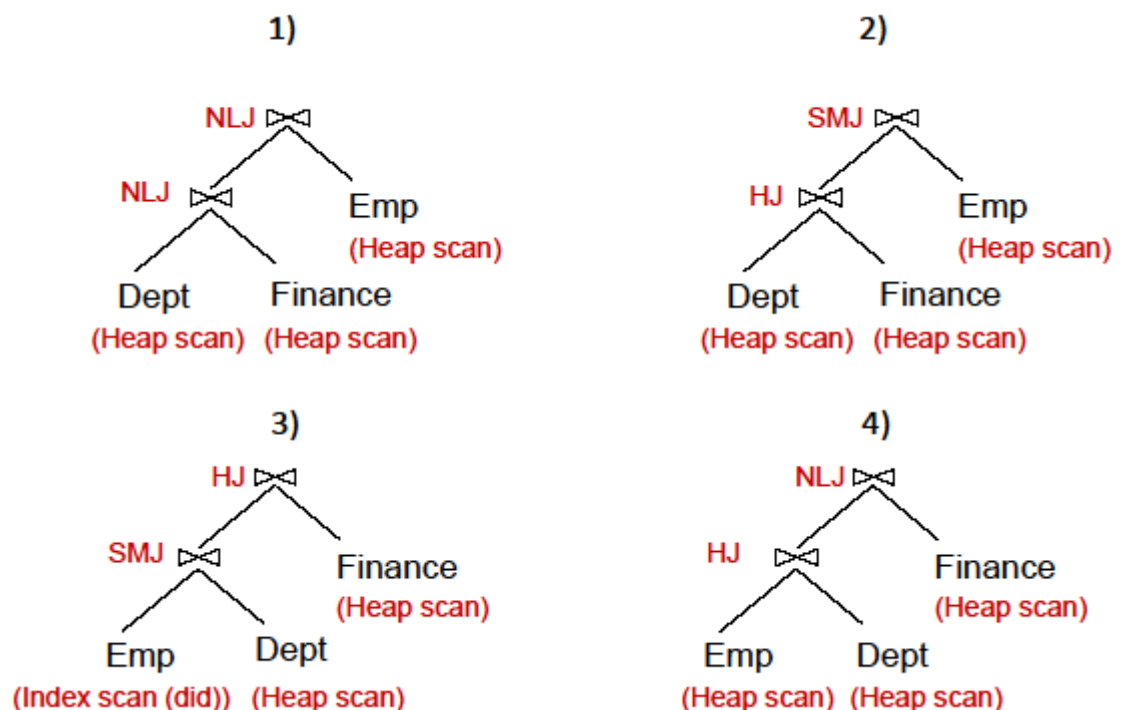 1)
NLJ
NLJ
Emp
(Heap scan)
Dept
Finance
(Heap scan)
(Heap scan)
2)
SMJ
HJ
Emp
(Heap scan)
Dept
Finance
(Heap scan)
(Heap scan)
3)
HJ
SMJ
Finance
(Heap scan)
Emp
Dept
(Index scan (did))
(Heap scan)
4)
NLJ
HJ
Finance
(Heap scan)
Emp
Dept
(Heap scan)
(Heap scan)